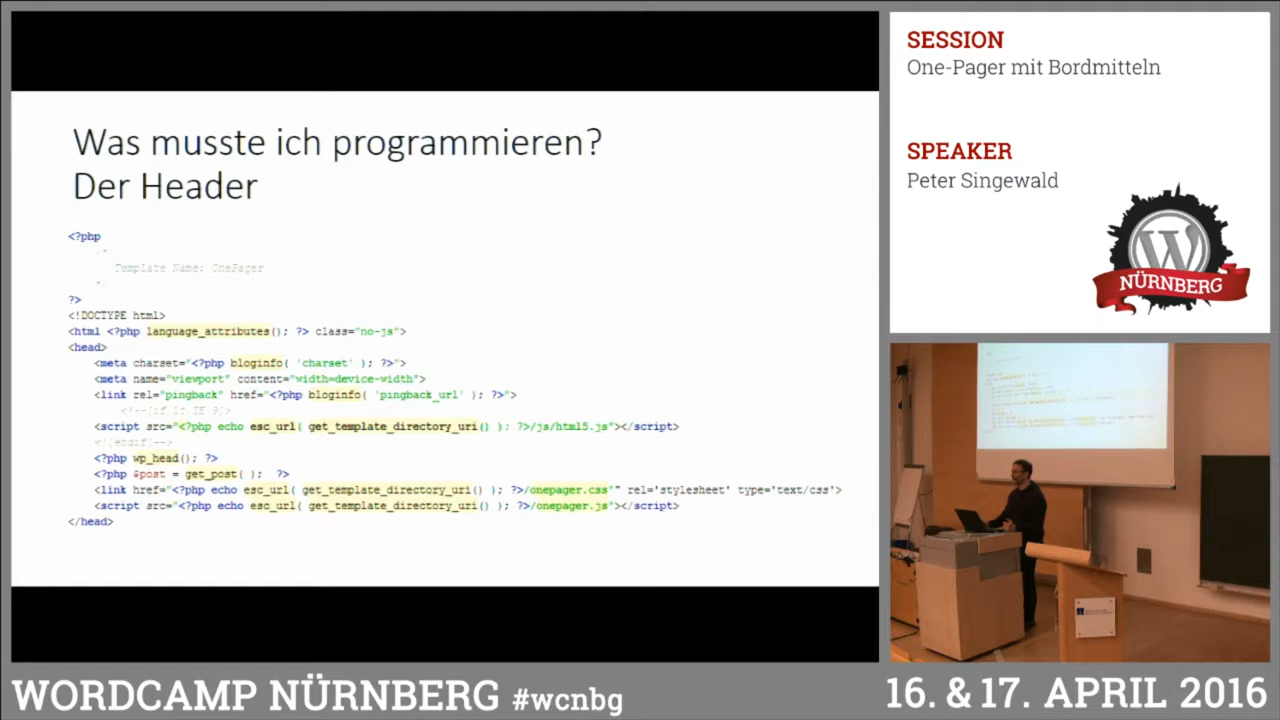 Was musste ich programmieren?
Der Header
<?php
/*
Template Name: OnePager
*/
?>
<!DOCTYPE html>
<html <?php language_attributes(); ?> class="no-js">
<head>
<meta charset="<?php bloginfo( 'charset' ); ?>">
<meta name="viewport" content="width=device-width">
<link rel="pingback" href="<?php bloginfo( 'pingback_url' ); ?>">
<!--[if lt IE 9]>
<script src="<?php echo esc_url( get_template_directory_uri() ); ?>/js/html5.js"></script>
<![endif]-->
<?php wp_head(); ?>
<?php $post = get_post( );  ?>
<link href="<?php echo esc_url( get_template_directory_uri() ); ?>/onepager.css"" rel='stylesheet' type='text/css'>
<script src="<?php echo esc_url( get_template_directory_uri() ); ?>/onepager.js"></script>
</head>
SESSION
One-Pager mit Bordmitteln
SPEAKER
Peter Singewald
W
NÜRNBERG
WORDCAMP NÜRNBERG #wcnbg
16. & 17. APRIL 2016